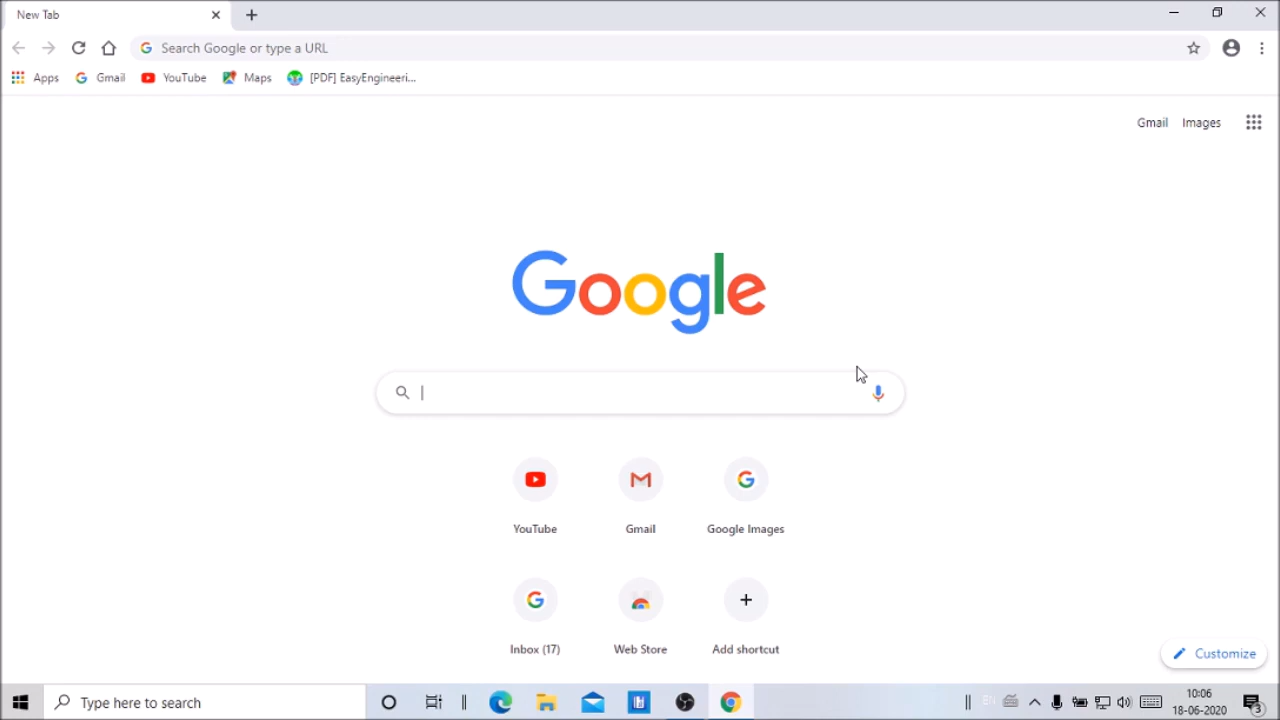 New Tab
Search Google or type a URL
Apps Gmail YouTube Maps [PDF] EasyEngineeri...
Gmail Images
Google
YouTube Gmail Google Images
Inbox (17) Web Store Add shortcut
Customize
Type here to search
10:06
18-06-2020
3